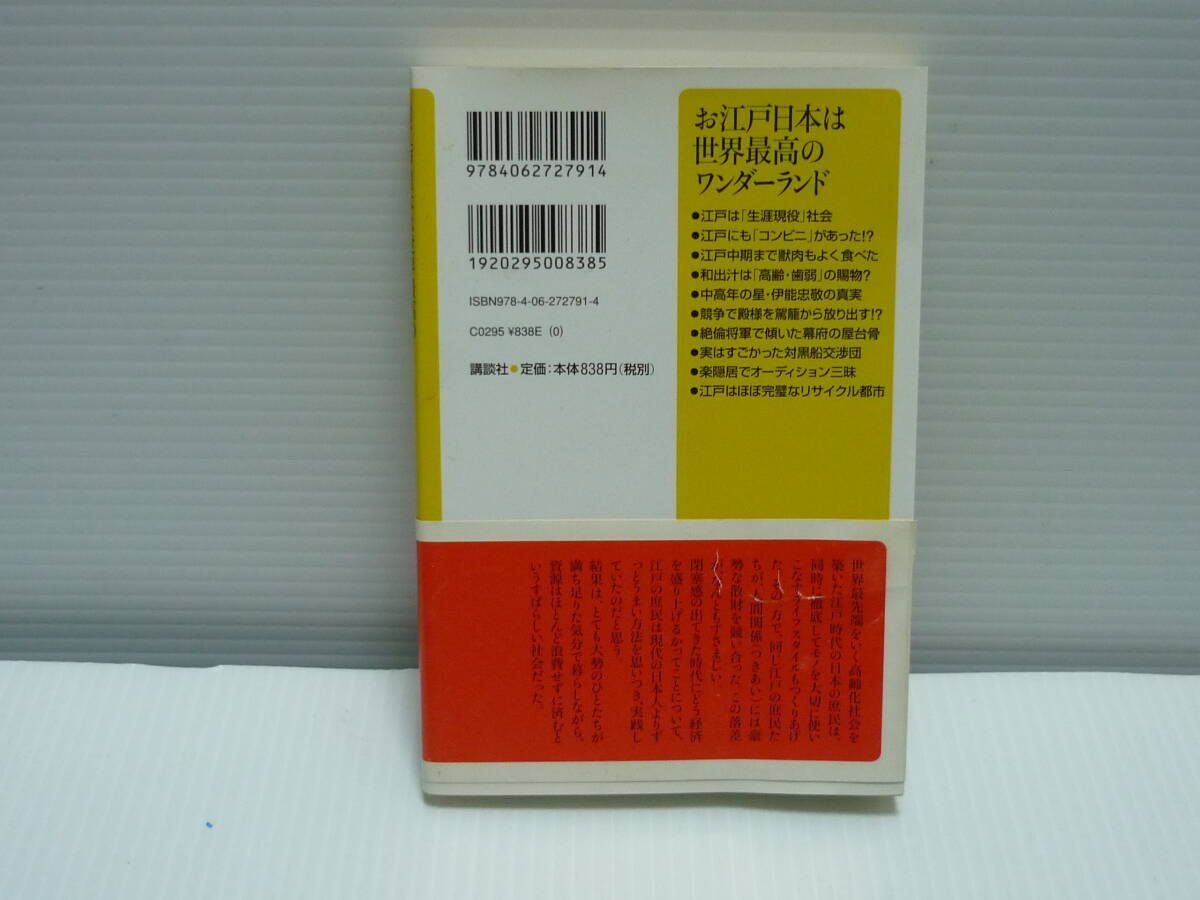 9784062727914
1920295008385
ISBN978-4-06-272791-4
C0295 ¥838E (0)
講談社●定価：本体838円（税別）
お江戸日本は
世界最高の
ワンダーランド
●江戸は「生涯現役」社会
●江戸にも「コンビニ」があった!?
●江戸中期まで獣肉もよく食べた
●和出汁は「高齢・歯弱」の賜物?
●中高年の星・伊能忠敬の真実
●競争で殿様を駕籠から放り出す!?
●絶倫将軍で傾いた幕府の屋台骨
●実はすごかった対黒船交渉団
●楽隠居でオーディション三昧
●江戸はほぼ完璧なリサイクル都市
世界最先端をいく高齢化社会を
築いた江戸時代の日本の庶民は、
同時に徹底してモノを大切に使い
こなすライフスタイルもつくりあげ
た。その一方で、同じ江戸の庶民た
ちが、人間関係（つきあい）には豪
勢な散財を競い合った。この落差
がなんともすさまじい。
閉塞感の出てきた時代にどう経済
を盛り上げるかってことについて、
江戸の庶民は現代の日本人よりず
っとうまい方法を思いつき、実践し
ていたのだと思う。
結果は、とても大勢のひとたちが
満ち足りた気分で暮らしながら、
資源はほとんど浪費せずに済むと
いうすばらしい社会だった。